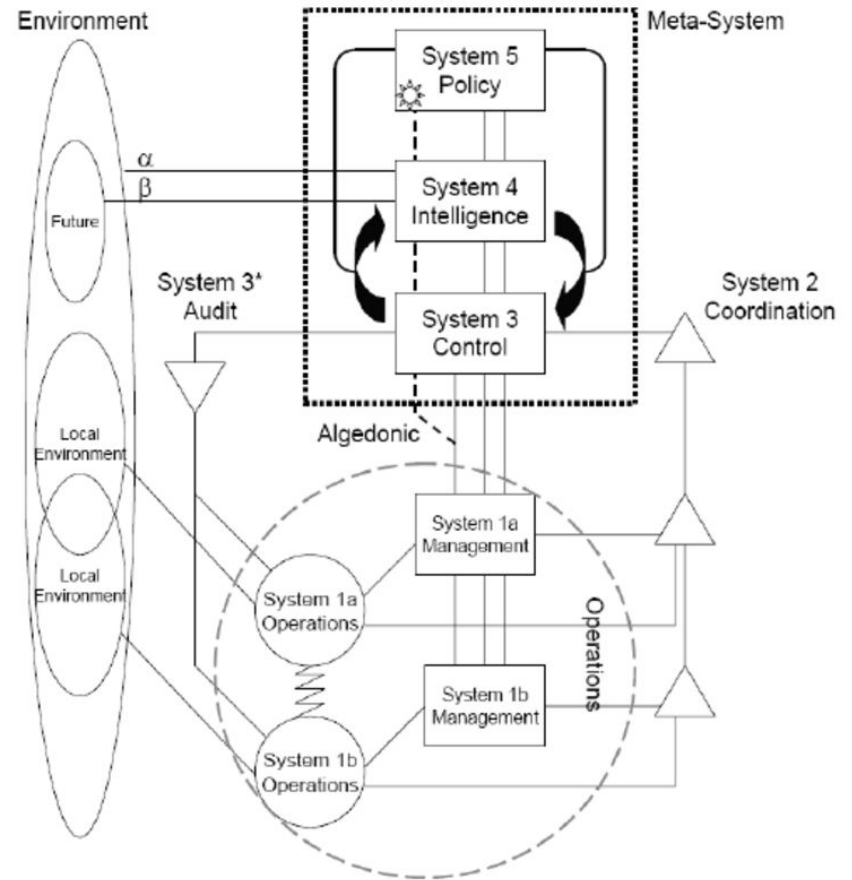 Environment
Meta-System
System 5
Policy
α
β
System 4
Intelligence
Future
System 3*
Audit
System 2
Coordination
System 3
Control
Algedonic
Local
Environment
System 1a
Management
Local
Environment
System 1a
Operations
Operations
System 1b
Management
System 1b
Operations